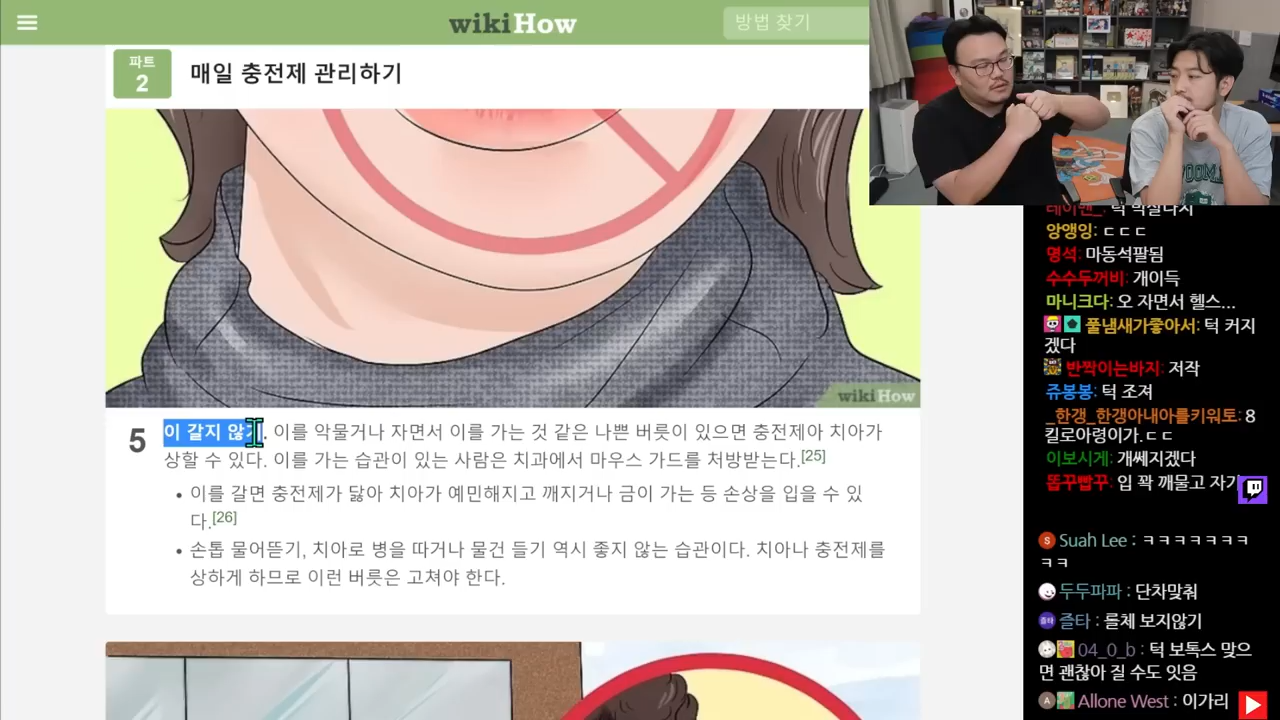 wikiHow
방법 찾기
파트
2
매일 충전제 관리하기
wikiHow
5
이 갈지 않기. 이를 악물거나 자면서 이를 가는 것 같은 나쁜 버릇이 있으면 충전제아 치아가
상할 수 있다. 이를 가는 습관이 있는 사람은 치과에서 마우스 가드를 처방받는다.[25]
• 이를 갈면 충전제가 닳아 치아가 예민해지고 깨지거나 금이 가는 등 손상을 입을 수 있
다.[26]
• 손톱 물어뜯기, 치아로 병을 따거나 물건 들기 역시 좋지 않는 습관이다. 치아나 충전제를
상하게 하므로 이런 버릇은 고쳐야 한다.
앙앵잉: ㄷㄷㄷ
명석: 마동석팔됨
수수두꺼비: 개이득
마니크다: 오 자면서 헬스...
풀냄새가좋아서: 턱 커지
겠다
반짝이는바지: 저작
쥬봉봉: 턱 조져
_한갱_한갱아내아를키워토: 8
킬로아령이가.ㄷㄷ
이보시게: 개쎄지겠다
똡꾸빱꾸: 입 꽉 깨물고 자기
S
Suah Lee : ㅋㅋㅋㅋㅋㅋㅋ
ㅋㅋ
두두파파 : 단차맞춰
즐타
즐타 : 롤체 보지않기
04_0_b : 턱 보톡스 맞으
면 괜찮아 질 수도 잇음
A
Allone West : 이가리